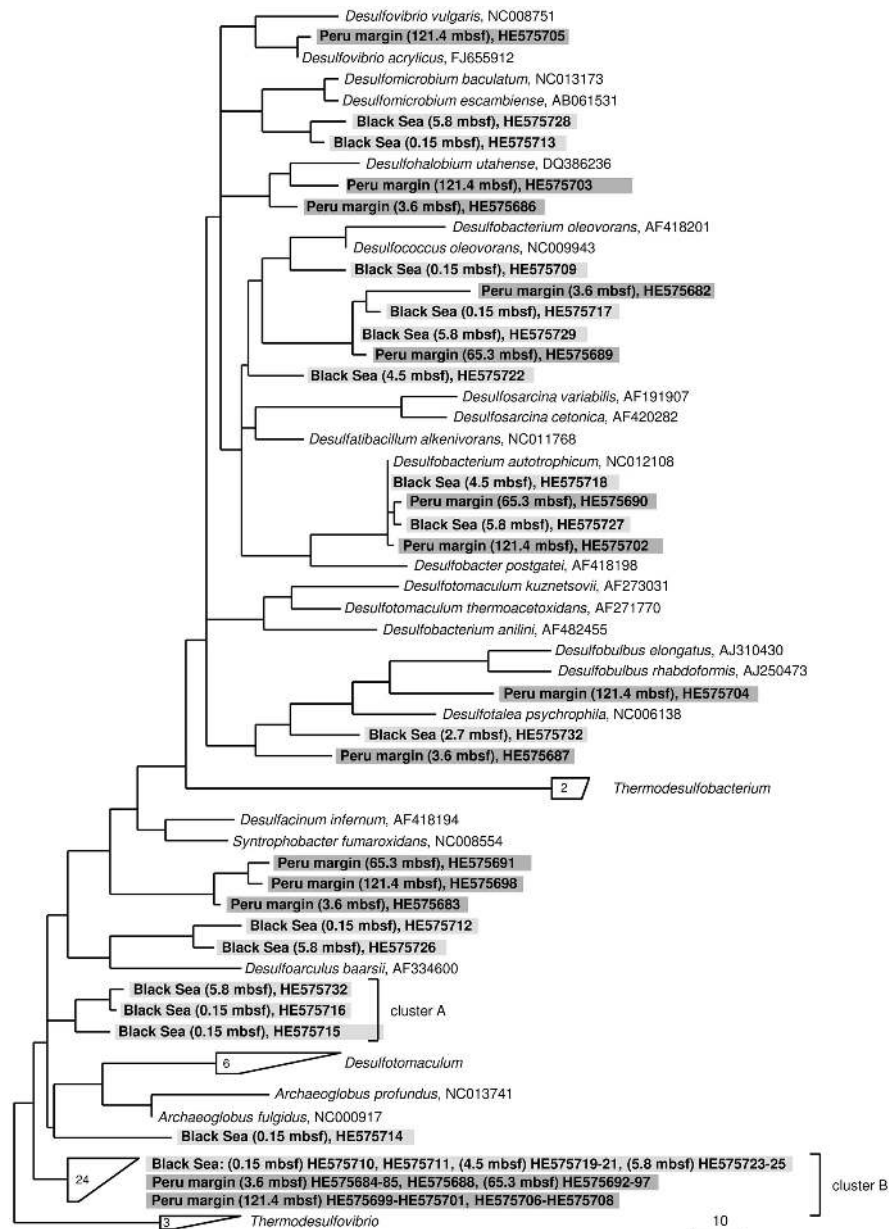 Desulfovibrio vulgaris, NC008751
Peru margin (121.4 mbsf), HE575705
Desulfovibrio acrylicus, FJ655912
Desulfomicrobium baculatum, NC013173
Desulfomicrobium escambiense, AB061531
Black Sea (5.8 mbsf), HE575728
Black Sea (0.15 mbsf), HE575713
Desulfohalobium utahense, DQ386236
Peru margin (121.4 mbsf), HE575703
Peru margin (3.6 mbsf), HE575686
Desulfobacterium oleovorans, AF418201
Desulfococcus oleovorans, NC009943
Black Sea (0.15 mbsf), HE575709
Peru margin (3.6 mbsf), HE575682
Black Sea (0.15 mbsf), HE575717
Black Sea (5.8 mbsf), HE575729
Peru margin (65.3 mbsf), HE575689
Black Sea (4.5 mbsf), HE575722
Desulfosarcina variabilis, AF191907
Desulfosarcina cetonica, AF420282
Desulfatibacillum alkenivorans, NC011768
Desulfobacterium autotrophicum, NC012108
Black Sea (4.5 mbsf), HE575718
Peru margin (65.3 mbsf), HE575690
Black Sea (5.8 mbsf), HE575727
Peru margin (121.4 mbsf), HE575702
Desulfobacter postgatei, AF418198
Desulfotomaculum kuznetsovii, AF273031
Desulfotomaculum thermoacetoxidans, AF271770
Desulfobacterium anilini, AF482455
Desulfobulbus elongatus, AJ310430
Desulfobulbus rhabdoformis, AJ250473
Peru margin (121.4 mbsf), HE575704
Desulfotalea psychrophila, NC006138
Black Sea (2.7 mbsf), HE575732
Peru margin (3.6 mbsf), HE575687
2 Thermodesulfobacterium
Desulfacinum infernum, AF418194
Syntrophobacter fumaroxidans, NC008554
Peru margin (65.3 mbsf), HE575691
Peru margin (121.4 mbsf), HE575698
Peru margin (3.6 mbsf), HE575683
Black Sea (0.15 mbsf), HE575712
Black Sea (5.8 mbsf), HE575726
Desulfoarculus baarsii, AF334600
Black Sea (5.8 mbsf), HE575732
Black Sea (0.15 mbsf), HE575716 cluster A
Black Sea (0.15 mbsf), HE575715
6 Desulfotomaculum
Archaeoglobus profundus, NC013741
Archaeoglobus fulgidus, NC000917
Black Sea (0.15 mbsf), HE575714
Black Sea: (0.15 mbsf) HE575710, HE575711, (4.5 mbsf) HE575719-21, (5.8 mbsf) HE575723-25
24 Peru margin (3.6 mbsf) HE575684-85, HE575688, (65.3 mbsf) HE575692-97 cluster B
Peru margin (121.4 mbsf) HE575699-HE575701, HE575706-HE575708
3 Thermodesulfovibrio 10